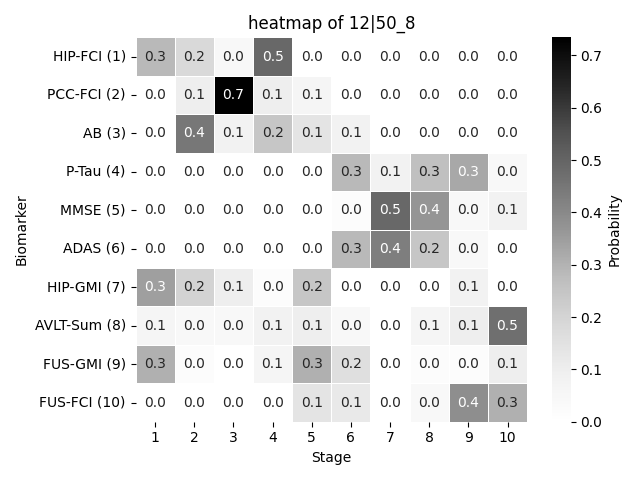 heatmap of 12|50_8
HIP-FCI (1) 0.3 0.2 0.0 0.5 0.0 0.0 0.0 0.0 0.0 0.0
PCC-FCI (2) 0.0 0.1 0.7 0.1 0.1 0.0 0.0 0.0 0.0 0.0
AB (3) 0.0 0.4 0.1 0.2 0.1 0.1 0.0 0.0 0.0 0.0
P-Tau (4) 0.0 0.0 0.0 0.0 0.0 0.3 0.1 0.3 0.3 0.0
MMSE (5) 0.0 0.0 0.0 0.0 0.0 0.0 0.5 0.4 0.0 0.1
ADAS (6) 0.0 0.0 0.0 0.0 0.0 0.3 0.4 0.2 0.0 0.0
HIP-GMI (7) 0.3 0.2 0.1 0.0 0.2 0.0 0.0 0.0 0.1 0.0
AVLT-Sum (8) 0.1 0.0 0.0 0.1 0.1 0.0 0.0 0.1 0.1 0.5
FUS-GMI (9) 0.3 0.0 0.0 0.1 0.3 0.2 0.0 0.0 0.0 0.1
FUS-FCI (10) 0.0 0.0 0.0 0.0 0.1 0.1 0.0 0.0 0.4 0.3
1 2 3 4 5 6 7 8 9 10
Stage
Biomarker
0.7
0.6
0.5
0.4
0.3
0.2
0.1
0.0
Probability